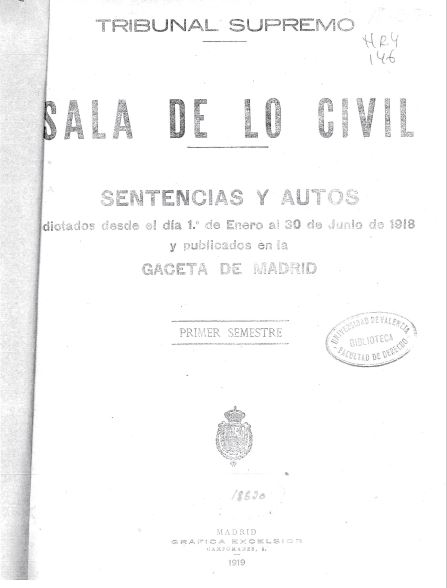 TRIBUNAL SUPREMO
HR4
146
SALA DE LO CIVIL
SENTENCIAS Y AUTOS
dictados desde el día 1.º de Enero al 30 de Junio de 1918
y publicados en la
GACETA DE MADRID
PRIMER SEMESTRE
UNIVERSIDAD DE VALENCIA
BIBLIOTECA
FACULTAD DE DERECHO
MADRID
GRÁFICA EXCELSIOR
CAMPOMANES,
1919